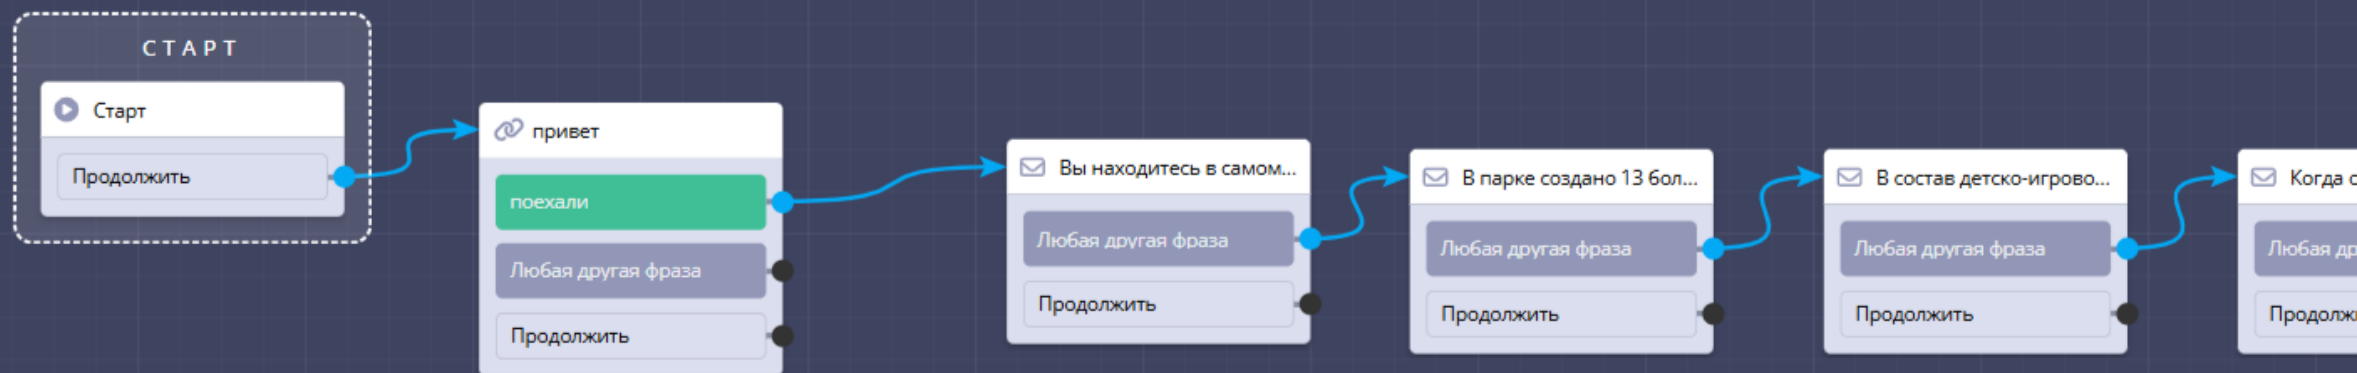 СТАРТ
Старт
Продолжить
привет
поехали
Любая другая фраза
Продолжить
Вы находитесь в самом...
Любая другая фраза
Продолжить
В парке создано 13 бол...
Любая другая фраза
Продолжить
В состав детско-игрово...
Любая другая фраза
Продолжить
Когда
Любая